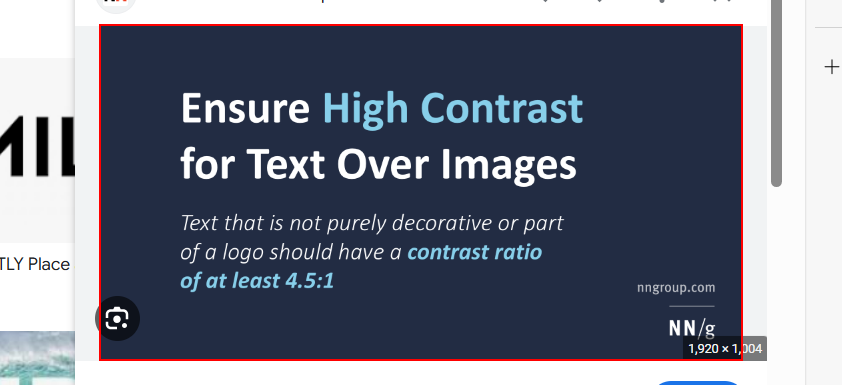 Ensure High Contrast
for Text Over Images
Text that is not purely decorative or part
of a logo should have a contrast ratio
of at least 4.5:1
nngroup.com
NN/g
1,920 × 1,004
TLY Place